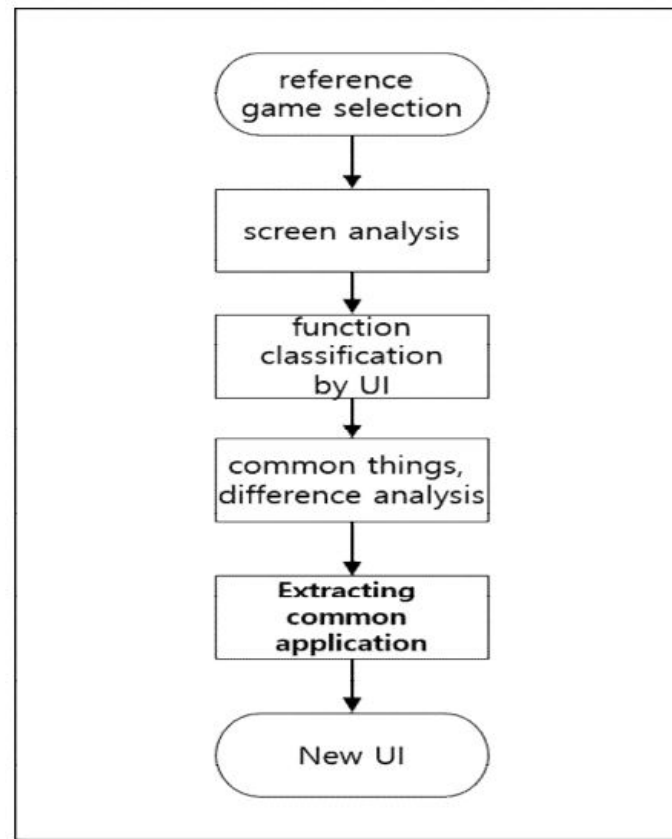 reference
game selection
screen analysis
function
classification
by UI
common things,
difference analysis
Extracting
common
application
New UI